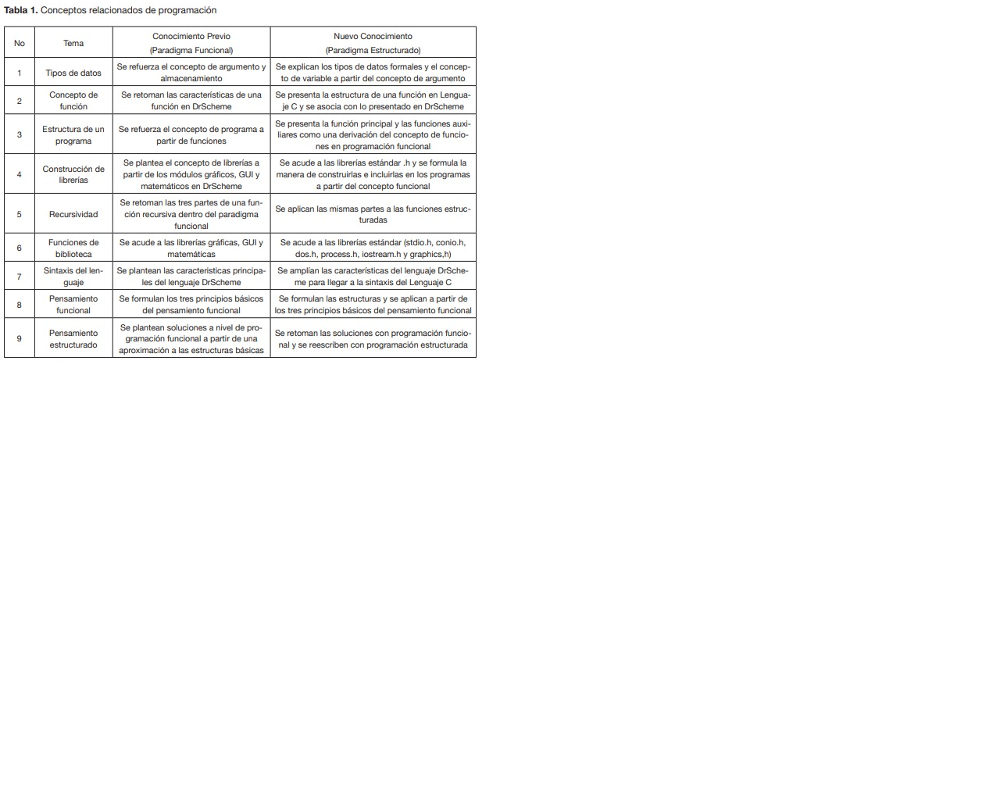 Tabla 1. Conceptos relacionados de programación
No
Tema
Conocimiento Previo
(Paradigma Funcional)
Nuevo Conocimiento
(Paradigma Estructurado)
1
Tipos de datos
Se refuerza el concepto de argumento y
almacenamiento
Se explican los tipos de datos formales y el concep-
to de variable a partir del concepto de argumento
2
Concepto de
función
Se retoman las características de una
función en DrScheme
Se presenta la estructura de una función en Lengua-
je C y se asocia con lo presentado en DrScheme
3
Estructura de un
programa
Se refuerza el concepto de programa a
partir de funciones
Se presenta la función principal y las funciones auxi-
liares como una derivación del concepto de funcio-
nes en programación funcional
4
Construcción de
librerías
Se plantea el concepto de librerías a
partir de los módulos gráficos, GUI y
matemáticos en DrScheme
Se acude a las librerías estándar .h y se formula la
manera de construirlas e incluirlas en los programas
a partir del concepto funcional
5
Recursividad
Se retoman las tres partes de una fun-
ción recursiva dentro del paradigma
funcional
Se aplican las mismas partes a las funciones estruc-
turadas
6
Funciones de
biblioteca
Se acude a las librerías gráficas, GUI y
matemáticas
Se acude a las librerías estándar (stdio.h, conio.h,
dos.h, process.h, iostream.h y graphics,h)
7
Sintaxis del len-
guaje
Se plantean las caracteristicas principa-
les del lenguaje DrScheme
Se amplían las características del lenguaje DrSche-
me para llegar a la sintaxis del Lenguaje C
8
Pensamiento
funcional
Se formulan los tres principios básicos
del pensamiento funcional
Se formulan las estructuras y se aplican a partir de
los tres principios básicos del pensamiento funcional
9
Pensamiento
estructurado
Se plantean soluciones a nivel de pro-
gramación funcional a partir de una
aproximación a las estructuras básicas
Se retoman las soluciones con programación funcio-
nal y se reescriben con programación estructurada